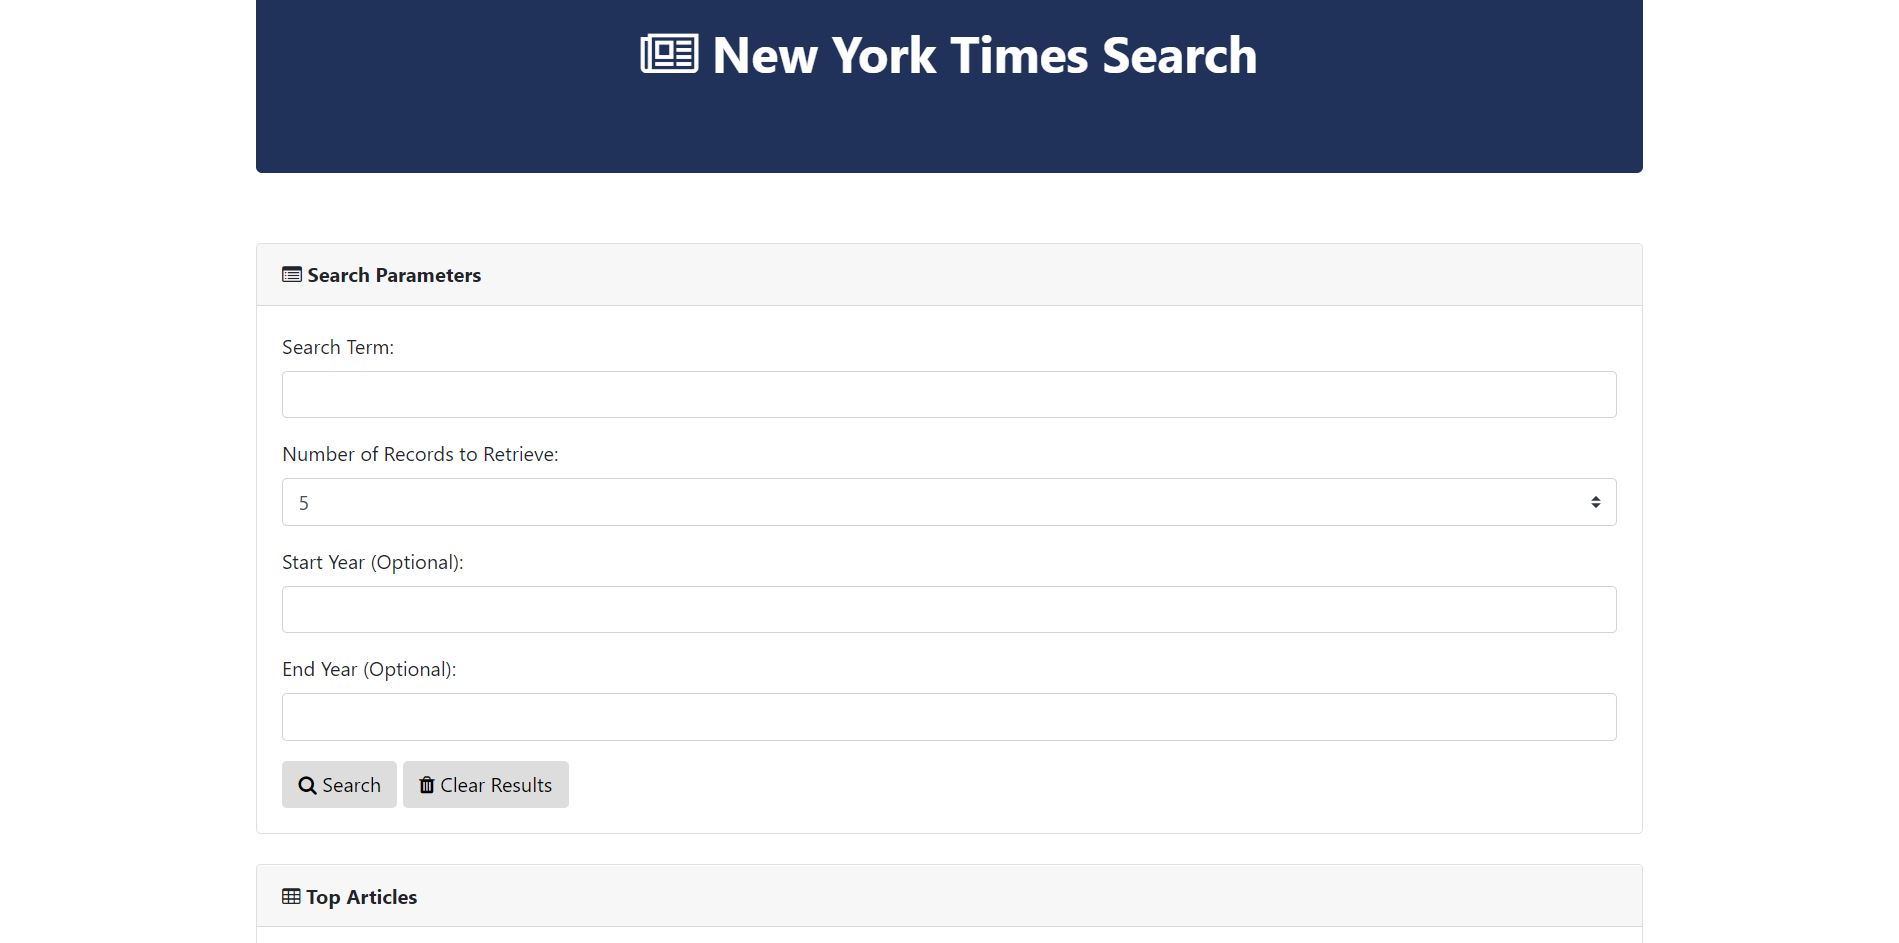 New York Times Search
Search Parameters
Search Term:
Number of Records to Retrieve:
5
Start Year (Optional):
End Year (Optional):
Search Clear Results
Top Articles